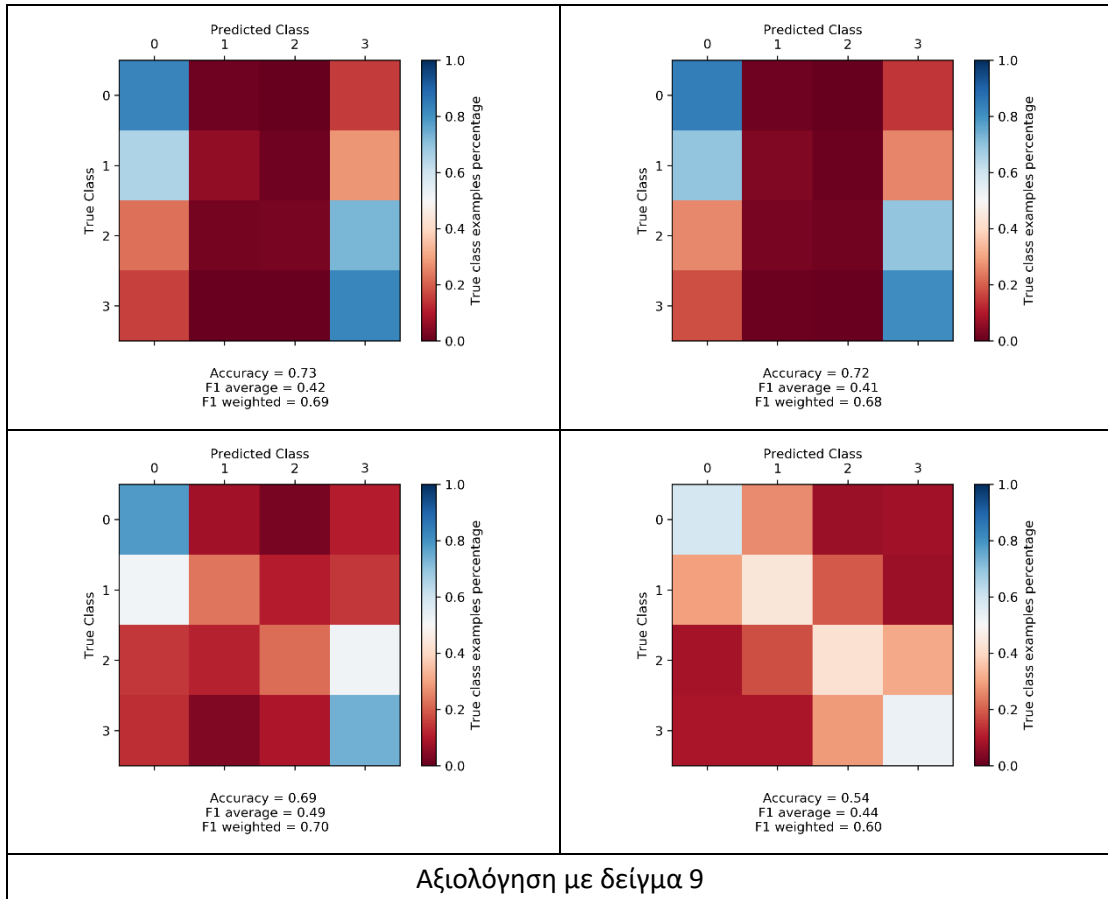 Predicted Class
0 1 2 3
0
1
2
3
True Class
1.0
0.8
0.6
0.4
0.2
0.0
True class examples percentage
Accuracy = 0.73
F1 average = 0.42
F1 weighted = 0.69
Predicted Class
0 1 2 3
0
1
2
3
True Class
1.0
0.8
0.6
0.4
0.2
0.0
True class examples percentage
Accuracy = 0.72
F1 average = 0.41
F1 weighted = 0.68
Predicted Class
0 1 2 3
0
1
2
3
True Class
1.0
0.8
0.6
0.4
0.2
0.0
True class examples percentage
Accuracy = 0.69
F1 average = 0.49
F1 weighted = 0.70
Predicted Class
0 1 2 3
0
1
2
3
True Class
1.0
0.8
0.6
0.4
0.2
0.0
True class examples percentage
Accuracy = 0.54
F1 average = 0.44
F1 weighted = 0.60
Αξιολόγηση με δείγμα 9